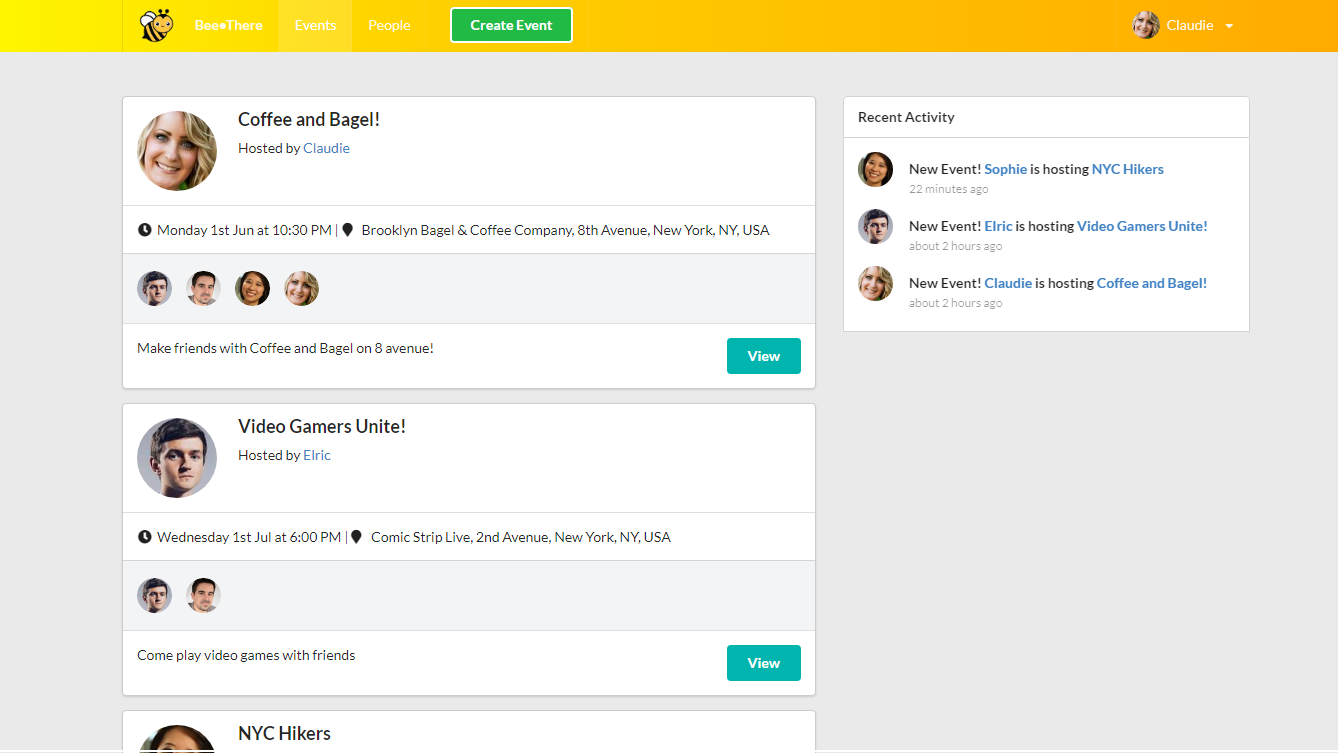 Bee•There
Events
People
Create Event
Claudie
Coffee and Bagel!
Hosted by Claudie
Monday 1st Jun at 10:30 PM | Brooklyn Bagel & Coffee Company, 8th Avenue, New York, NY, USA
Make friends with Coffee and Bagel on 8 avenue!
View
Video Gamers Unite!
Hosted by Elric
Wednesday 1st Jul at 6:00 PM | Comic Strip Live, 2nd Avenue, New York, NY, USA
Come play video games with friends
View
NYC Hikers
Recent Activity
New Event! Sophie is hosting NYC Hikers
22 minutes ago
New Event! Elric is hosting Video Gamers Unite!
about 2 hours ago
New Event! Claudie is hosting Coffee and Bagel!
about 2 hours ago